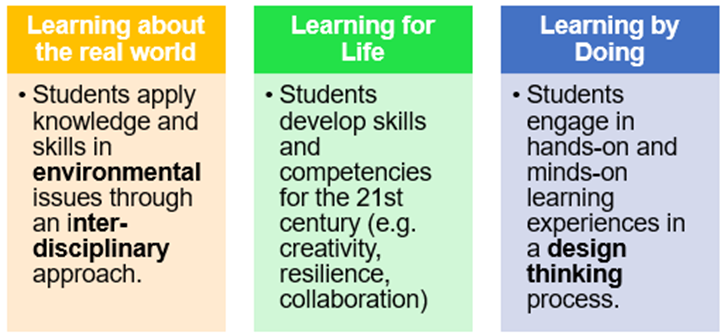 Learning about
the real world
• Students apply
knowledge and
skills in
environmental
issues through
an inter-
disciplinary
approach.
Learning for
Life
• Students
develop skills
and
competencies
for the 21st
century (e.g.
creativity,
resilience,
collaboration)
Learning by
Doing
• Students
engage in
hands-on and
minds-on
learning
experiences in
a design
thinking
process.